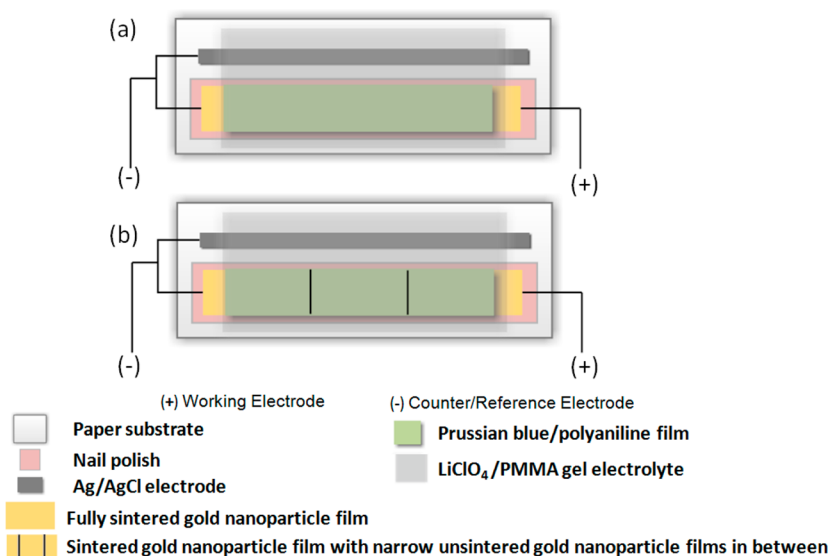 (a)
(-)
(+)
(b)
(-)
(+)
(+) Working Electrode
(-) Counter/Reference Electrode
Paper substrate
Prussian blue/polyaniline film
Nail polish
LiClO₄/PMMA gel electrolyte
Ag/AgCl electrode
Fully sintered gold nanoparticle film
Sintered gold nanoparticle film with narrow unsintered gold nanoparticle films in between